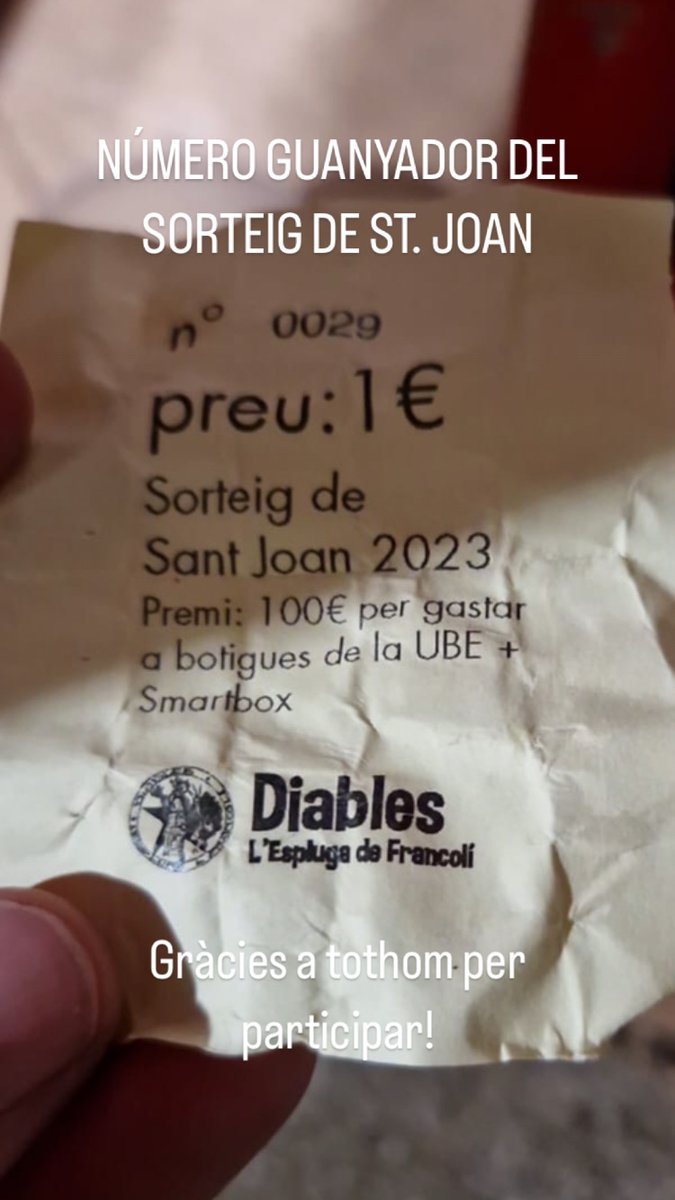 NÚMERO GUANYADOR DEL
SORTEIG DE ST. JOAN
nº 0029
preu: 1€
Sorteig de
Sant Joan 2023
Premi: 100€ per gastar
a botigues de la UBE +
Smartbox
Diables
L'Espluga de Francolí
Gràcies a tothom per
participar!